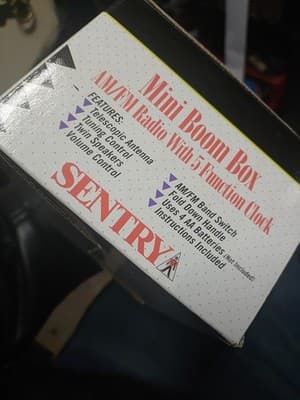 Mini Boom Box
AM/FM Radio With 5 Function Clock
FEATURES:
Telescopic Antenna
Tuning Control
Twin Speakers
Volume Control
AM/FM Band Switch
Fold Down Handle
Uses 4 AA Batteries (Not Included)
Instructions Included
SENTRY